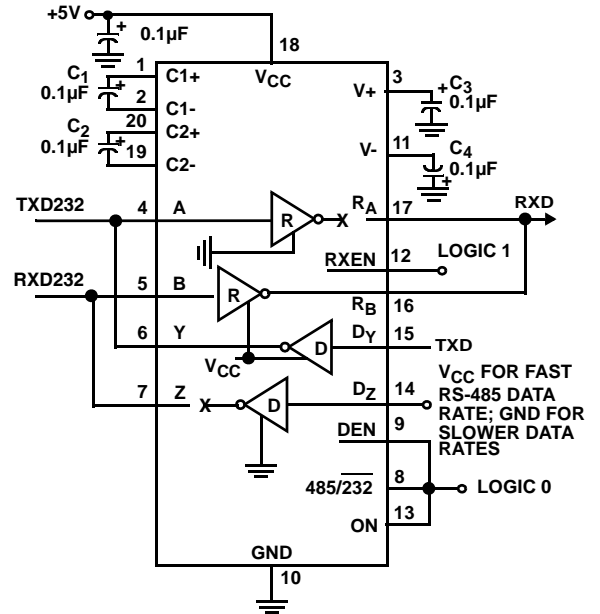 +5V
0.1µF
18
VCC
1
C1
0.1µF
C1+
2
C1-
20
C2
0.1µF
C2+
19
C2-
3
V+
C3
0.1µF
11
V-
C4
0.1µF
TXD232
4
A
R
X
RA
17
RXD
RXEN
12
LOGIC 1
RXD232
5
B
R
RB
16
6
Y
D
DY
15
TXD
VCC
7
Z
X
D
DZ
14
VCC FOR FAST
RS-485 DATA
RATE; GND FOR
SLOWER DATA
RATES
DEN
9
485/232
8
LOGIC 0
ON
13
GND
10